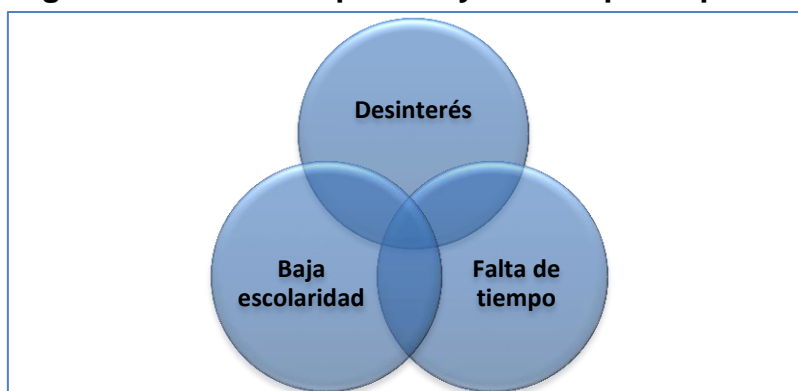 Desinterés
Baja
escolaridad
Falta de
tiempo